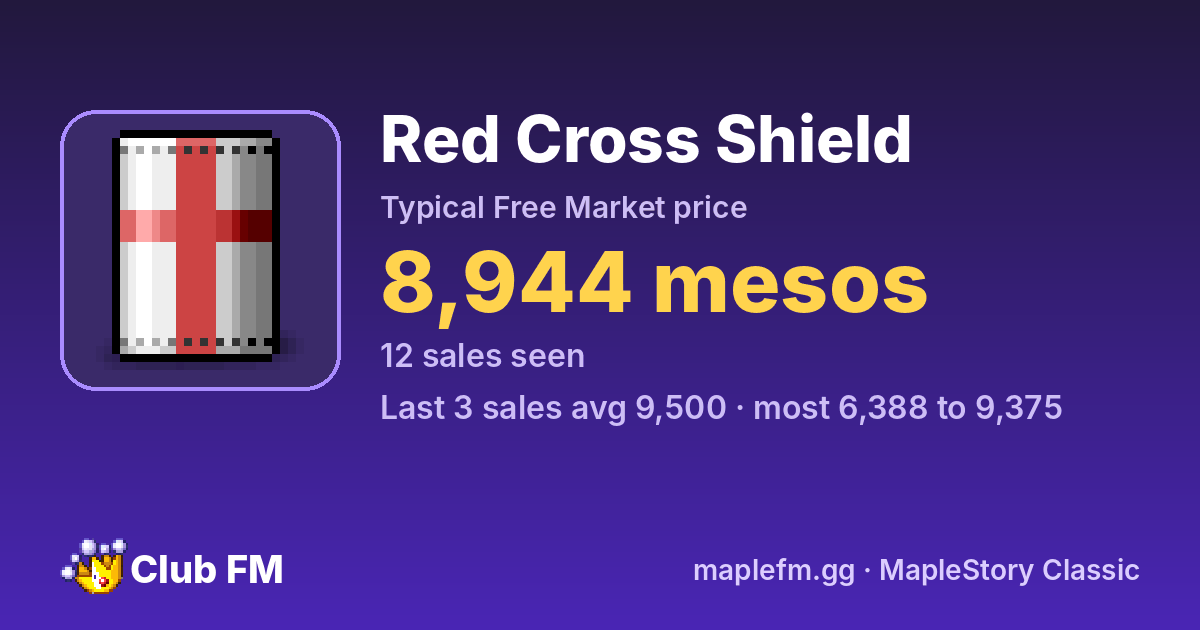 Red Cross Shield
Typical Free Market price
8,944 mesos
12 sales seen
Last 3 sales avg 9,500 · most 6,388 to 9,375
Club FM
maplefm.gg · MapleStory Classic